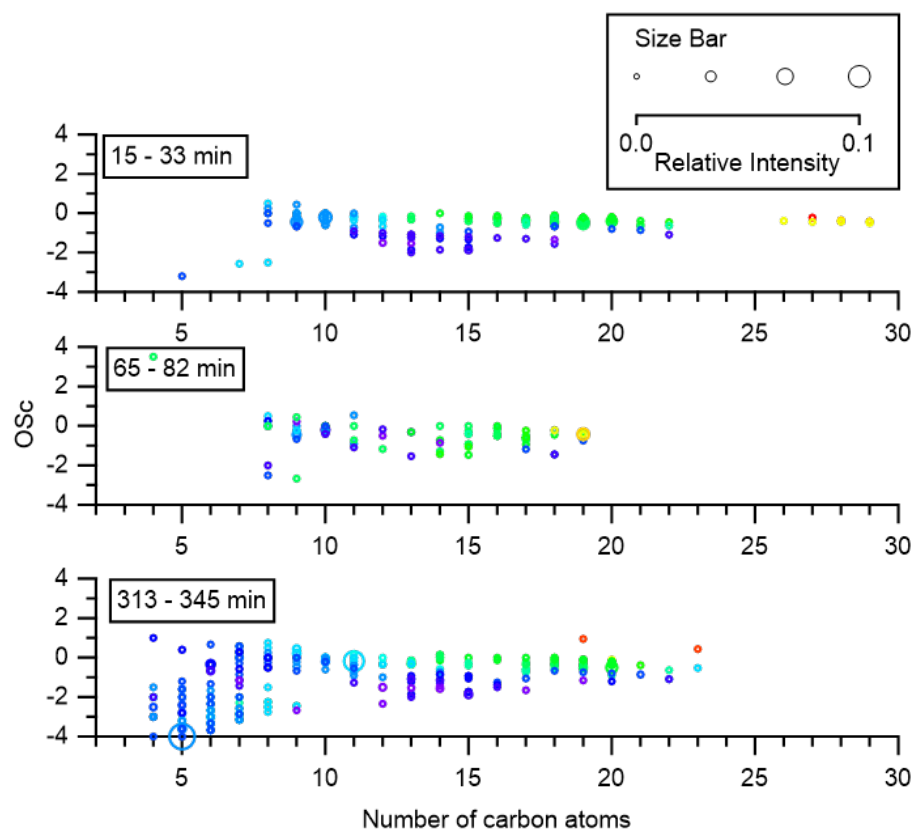 Size Bar
0.0 0.1
Relative Intensity
4
2
0
-2
-4
15 - 33 min
5 10 15 20 25 30
4
2
0
-2
-4
65 - 82 min
OSc
5 10 15 20 25 30
4
2
0
-2
-4
313 - 345 min
5 10 15 20 25 30
Number of carbon atoms